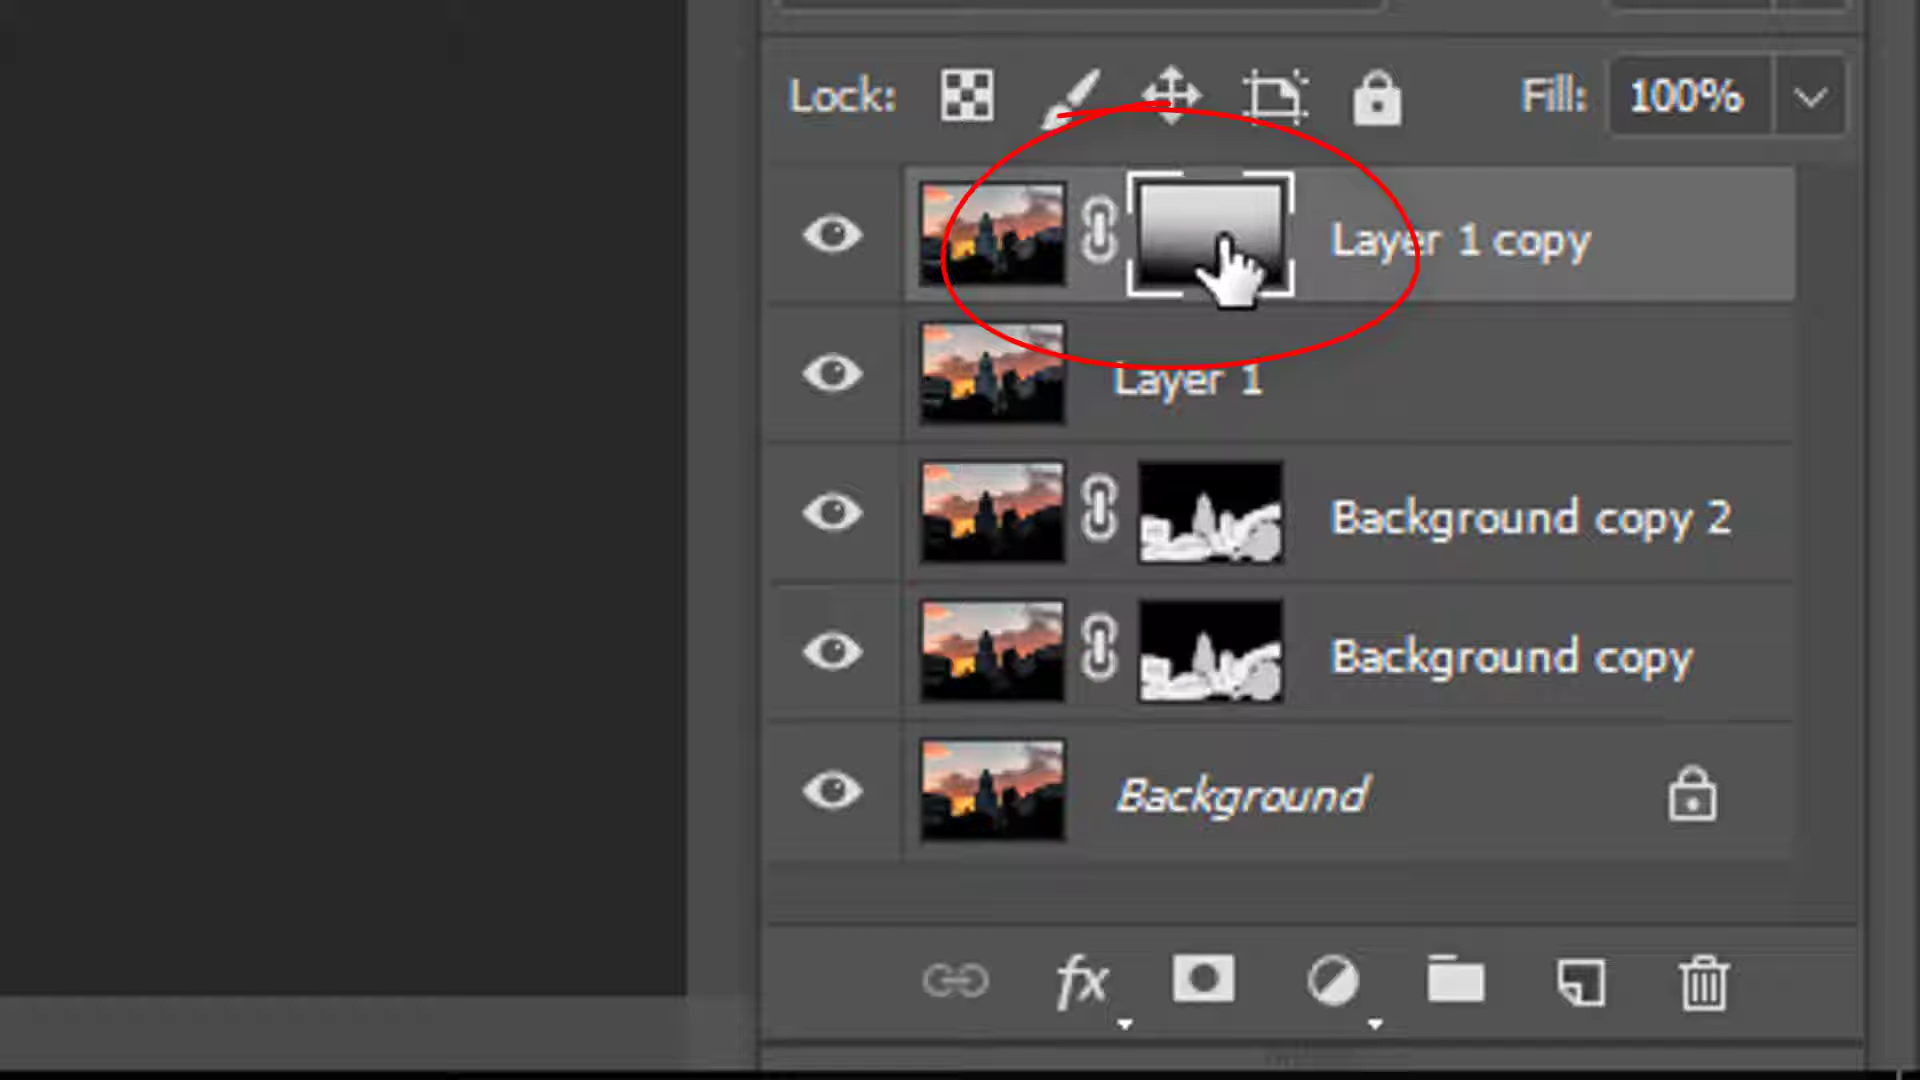 Lock: Fill: 100%
Layer 1 copy
Layer 1
Background copy 2
Background copy
Background
fx